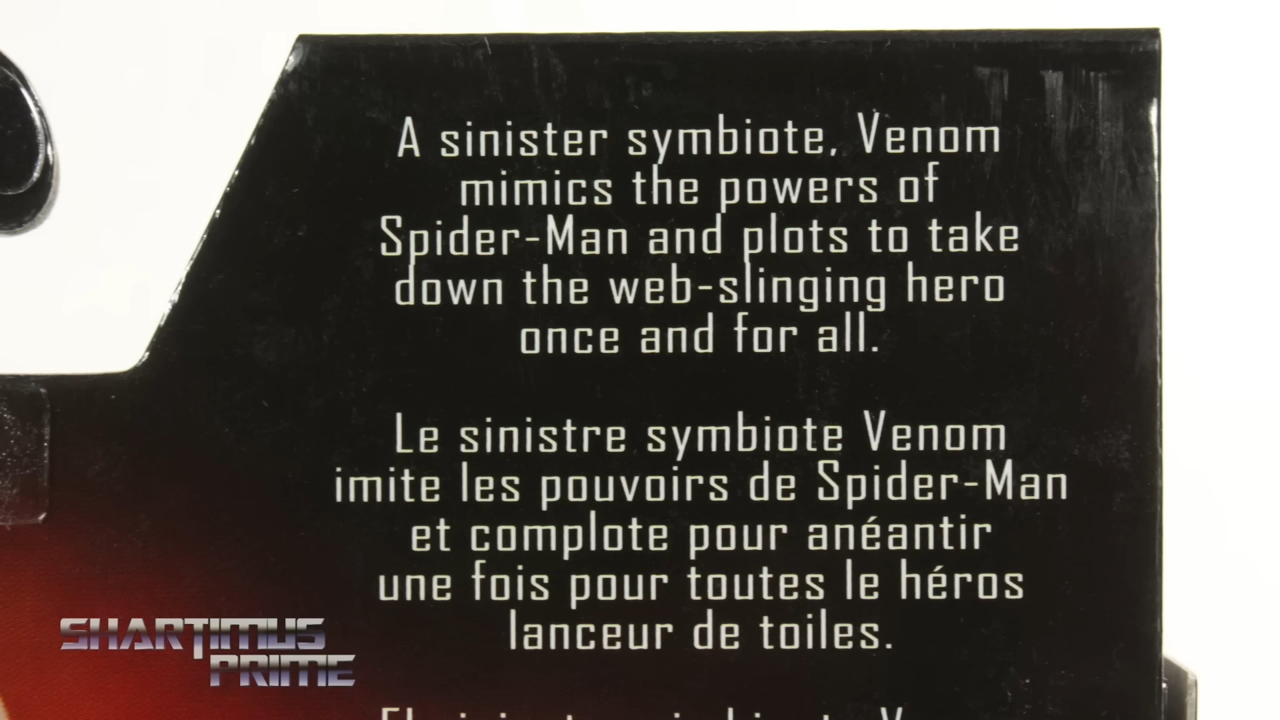 A sinister symbiote, Venom
mimics the powers of
Spider-Man and plots to take
down the web-slinging hero
once and for all.
Le sinistre symbiote Venom
imite les pouvoirs de Spider-Man
et complote pour anéantir
une fois pour toutes le héros
lanceur de toiles.
SHARTIMUS
PRIME